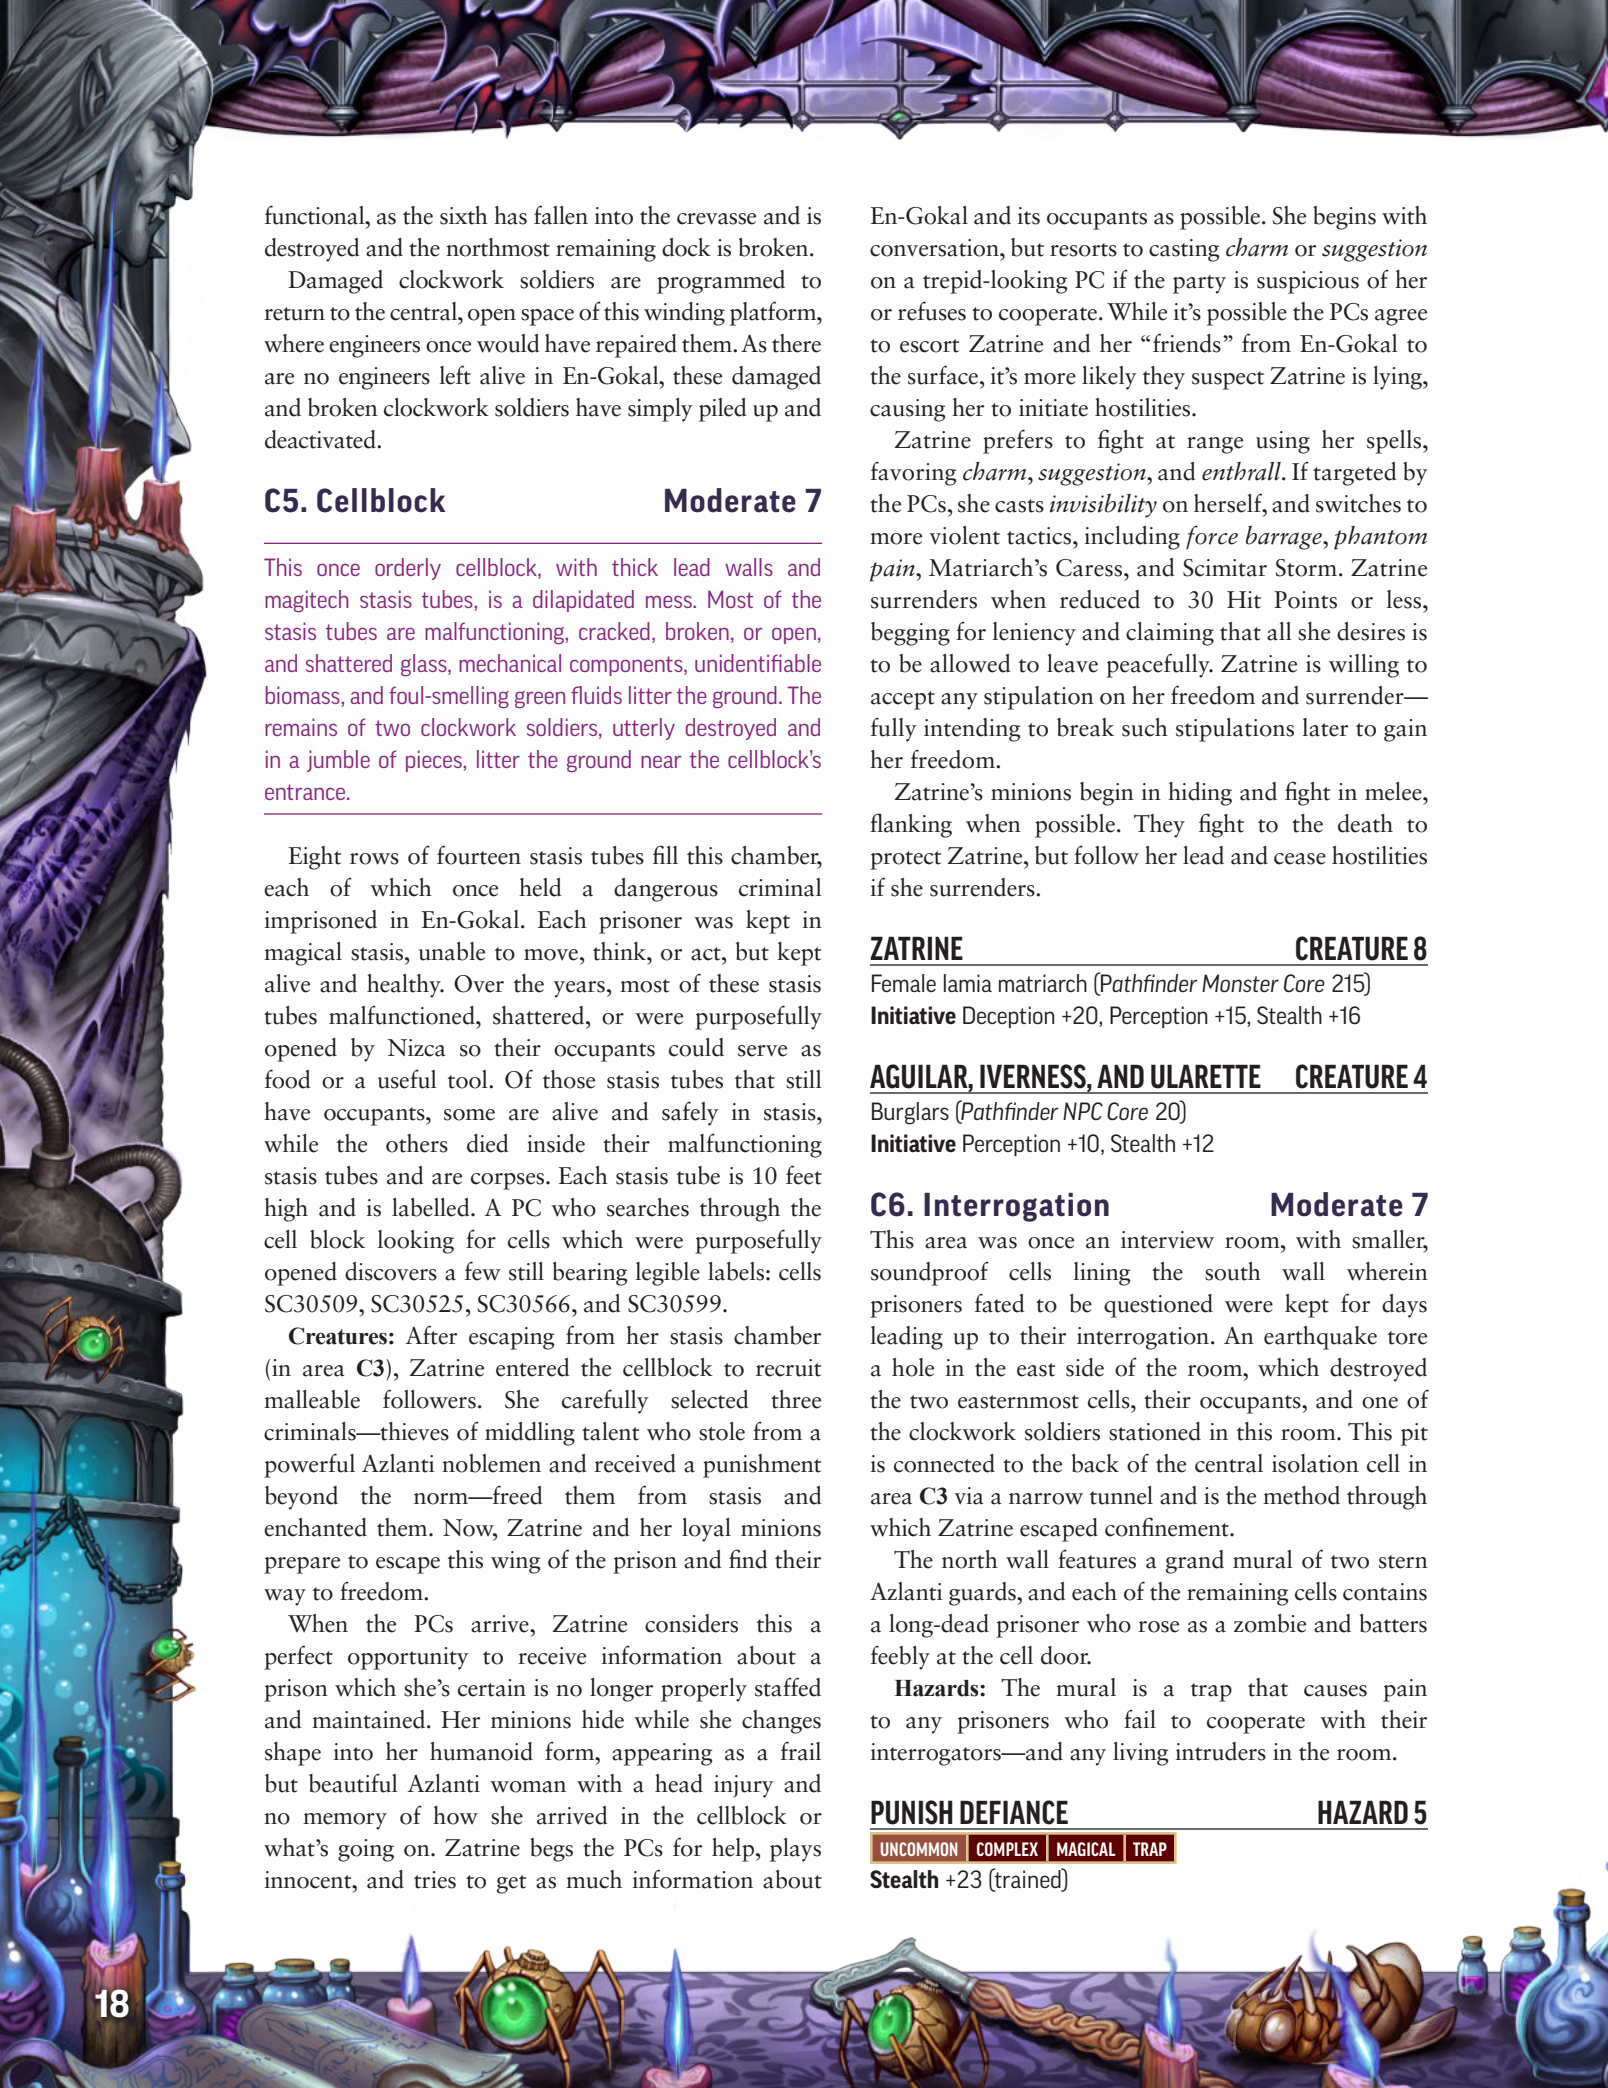 functional, as the sixth has fallen into the crevasse and is
destroyed and the northmost remaining dock is broken.
Damaged clockwork soldiers are programmed to
return to the central, open space of this winding platform,
where engineers once would have repaired them. As there
are no engineers left alive in En-Gokal, these damaged
and broken clockwork soldiers have simply piled up and
deactivated.
C5. Cellblock Moderate 7
This once orderly cellblock, with thick lead walls and
magitech stasis tubes, is a dilapidated mess. Most of the
stasis tubes are malfunctioning, cracked, broken, or open,
and shattered glass, mechanical components, unidentifiable
biomass, and foul-smelling green fluids litter the ground. The
remains of two clockwork soldiers, utterly destroyed and
in a jumble of pieces, litter the ground near the cellblock's
entrance.
Eight rows of fourteen stasis tubes fill this chamber,
each of which once held a dangerous criminal
imprisoned in En-Gokal. Each prisoner was kept in
magical stasis, unable to move, think, or act, but kept
alive and healthy. Over the years, most of these stasis
tubes malfunctioned, shattered, or were purposefully
opened by Nizca so their occupants could serve as
food or a useful tool. Of those stasis tubes that still
have occupants, some are alive and safely in stasis,
while the others died inside their malfunctioning
stasis tubes and are corpses. Each stasis tube is 10 feet
high and is labelled. A PC who searches through the
cell block looking for cells which were purposefully
opened discovers a few still bearing legible labels: cells
SC30509, SC30525, SC30566, and SC30599.
Creatures: After escaping from her stasis chamber
(in area C3), Zatrine entered the cellblock to recruit
malleable followers. She carefully selected three
criminals—thieves of middling talent who stole from a
powerful Azlanti noblemen and received a punishment
beyond the norm—freed them from stasis and
enchanted them. Now, Zatrine and her loyal minions
prepare to escape this wing of the prison and find their
way to freedom.
When the PCs arrive, Zatrine considers this a
perfect opportunity to receive information about a
prison which she's certain is no longer properly staffed
and maintained. Her minions hide while she changes
shape into her humanoid form, appearing as a frail
but beautiful Azlanti woman with a head injury and
no memory of how she arrived in the cellblock or
what's going on. Zatrine begs the PCs for help, plays
innocent, and tries to get as much information about
En-Gokal and its occupants as possible. She begins with
conversation, but resorts to casting charm or suggestion
on a trepid-looking PC if the party is suspicious of her
or refuses to cooperate. While it's possible the PCs agree
to escort Zatrine and her "friends" from En-Gokal to
the surface, it's more likely they suspect Zatrine is lying,
causing her to initiate hostilities.
Zatrine prefers to fight at range using her spells,
favoring charm, suggestion, and enthrall. If targeted by
the PCs, she casts invisibility on herself, and switches to
more violent tactics, including force barrage, phantom
pain, Matriarch's Caress, and Scimitar Storm. Zatrine
surrenders when reduced to 30 Hit Points or less,
begging for leniency and claiming that all she desires is
to be allowed to leave peacefully. Zatrine is willing to
accept any stipulation on her freedom and surrender—
fully intending to break such stipulations later to gain
her freedom.
Zatrine's minions begin in hiding and fight in melee,
flanking when possible. They fight to the death to
protect Zatrine, but follow her lead and cease hostilities
if she surrenders.
ZATRINE CREATURE 8
Female lamia matriarch (Pathfinder Monster Core 215)
Initiative Deception +20, Perception +15, Stealth +16
AGUILAR, IVERNESS, AND ULARETTE CREATURE 4
Burglars (Pathfinder NPC Core 20)
Initiative Perception +10, Stealth +12
C6. Interrogation Moderate 7
This area was once an interview room, with smaller,
soundproof cells lining the south wall wherein
prisoners fated to be questioned were kept for days
leading up to their interrogation. An earthquake tore
a hole in the east side of the room, which destroyed
the two easternmost cells, their occupants, and one of
the clockwork soldiers stationed in this room. This pit
is connected to the back of the central isolation cell in
area C3 via a narrow tunnel and is the method through
which Zatrine escaped confinement.
The north wall features a grand mural of two stern
Azlanti guards, and each of the remaining cells contains
a long-dead prisoner who rose as a zombie and batters
feebly at the cell door.
Hazards: The mural is a trap that causes pain
to any prisoners who fail to cooperate with their
interrogators—and any living intruders in the room.
PUNISH DEFIANCE HAZARD 5
UNCOMMON COMPLEX MAGICAL TRAP
Stealth +23 (trained)
18